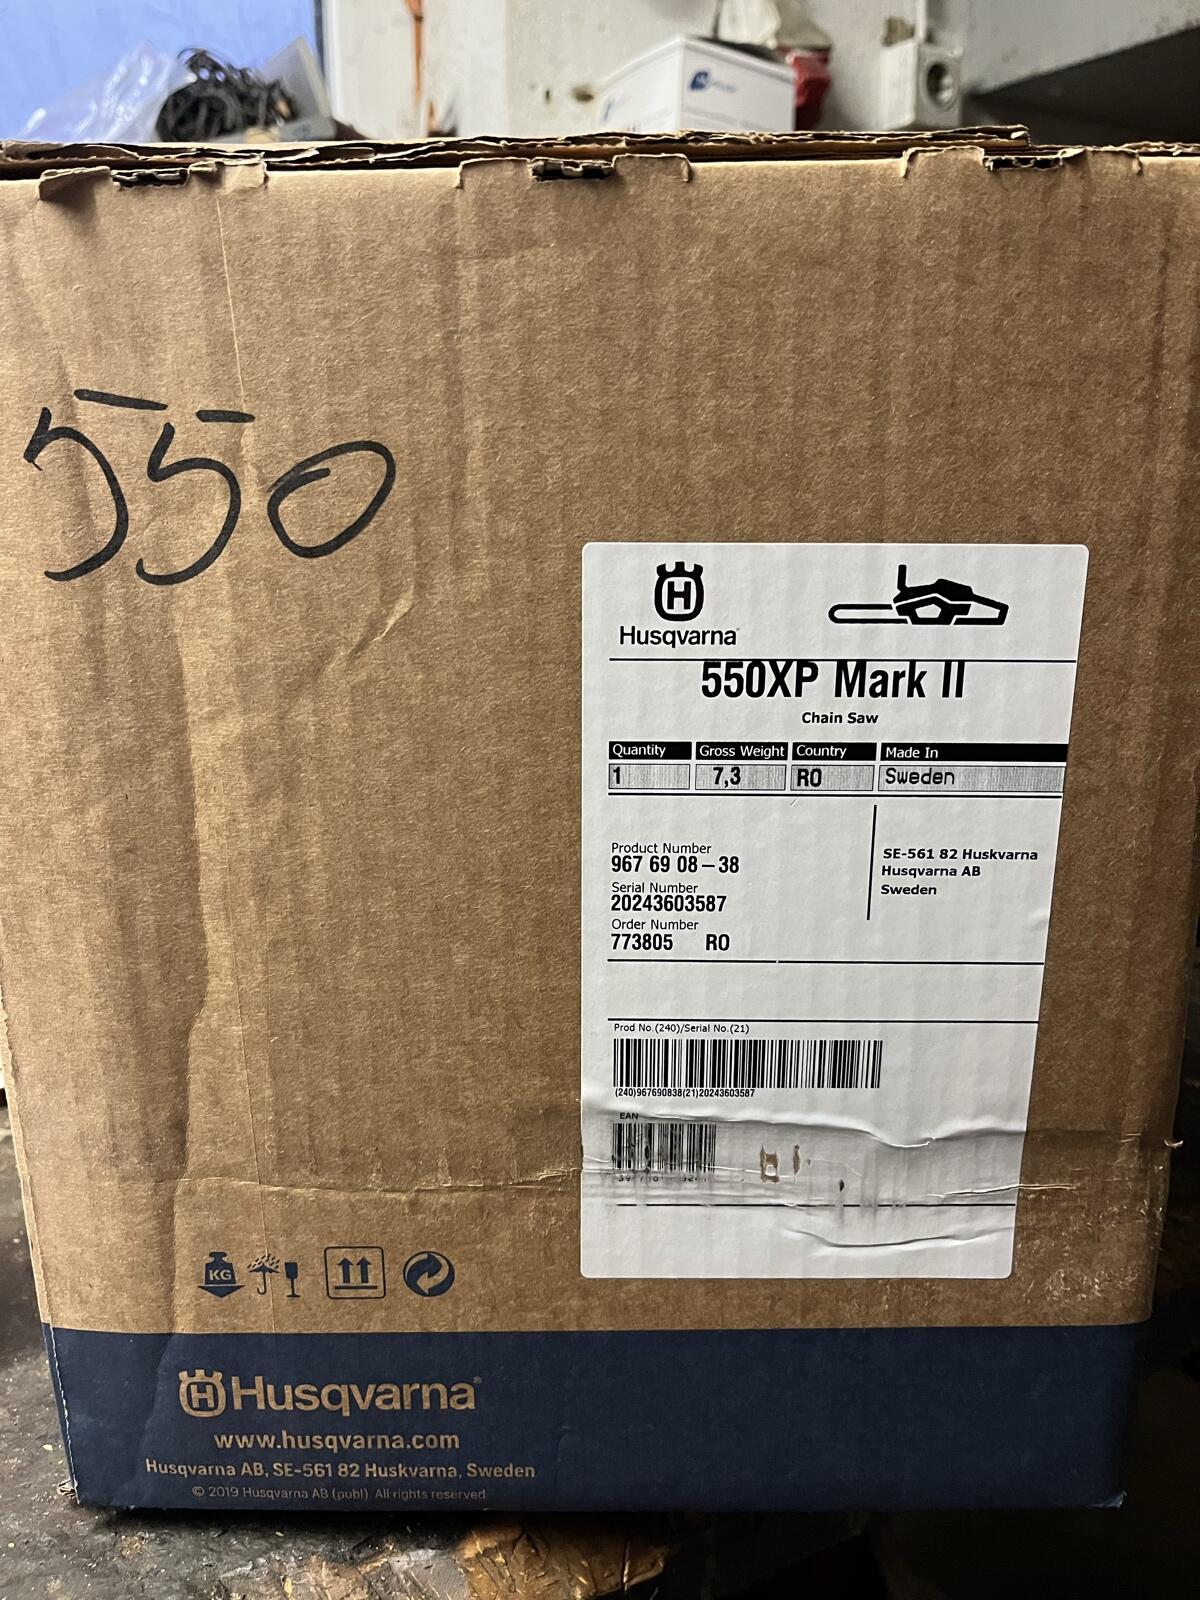 550
Husqvarna
550XP Mark II
Chain Saw
Quantity Gross Weight Country Made In
1 7,3 RO Sweden
Product Number
967 69 08-38
Serial Number
20243603587
Order Number
773805 RO
SE-561 82 Huskvarna
Husqvarna AB
Sweden
Prod No.(240)/Serial No.(21)
(240)967690838(21)20243603587
EAN
KG
Husqvarna
www.husqvarna.com
Husqvarna AB, SE-561 82 Huskvarna, Sweden
© 2019 Husqvarna AB (publ). All rights reserved.